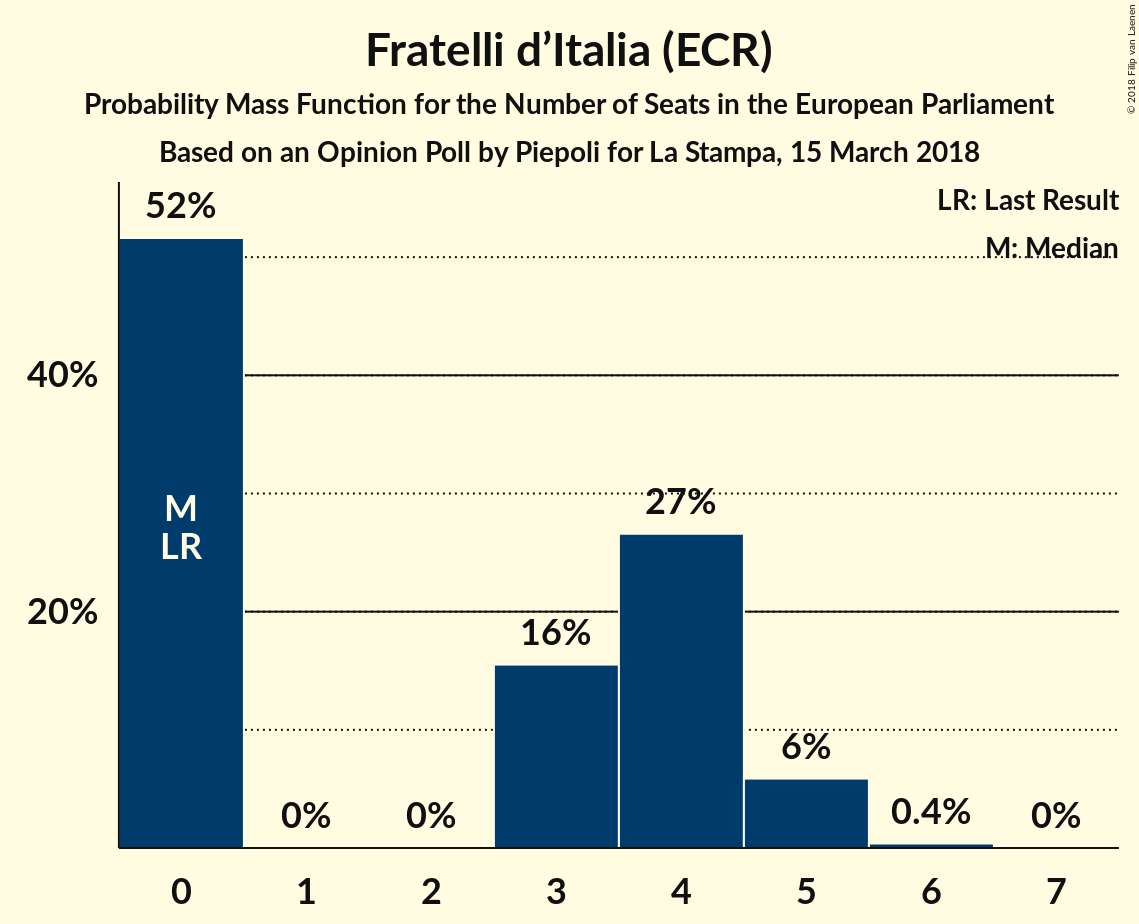 Fratelli d’Italia (ECR)
Probability Mass Function for the Number of Seats in the European Parliament
Based on an Opinion Poll by Piepoli for La Stampa, 15 March 2018
© 2018 Filip van Laenen
LR: Last Result
M: Median
52%
40%
M
LR
27%
20%
16%
6%
0%
0%
0.4%
0%
0
1
2
3
4
5
6
7